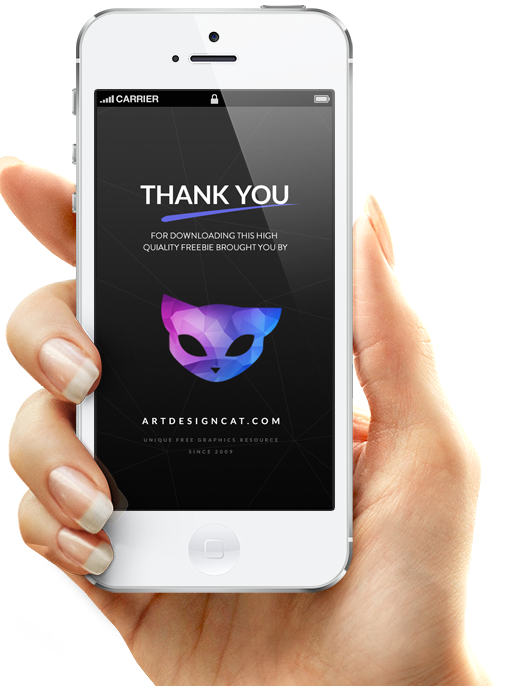 CARRIER
THANK YOU
FOR DOWNLOADING THIS HIGH
QUIALITY FREEBIE BROUGHT YOU BY
ARTDESIGNCAT.COM
UNIQUE FREE GRAPHICS RESOURCE
SINCE 2009